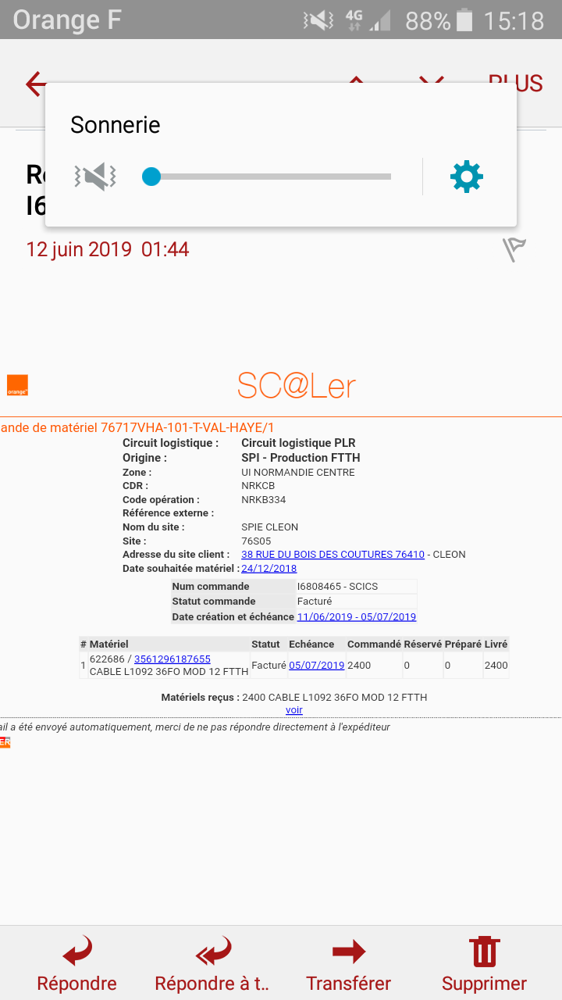 Orange F 4G 88% 15:18
PLUS
Sonnerie
I6
12 juin 2019 01:44
orange
SC@Ler
ande de matériel 76717VHA-101-T-VAL-HAYE/1
Circuit logistique : Circuit logistique PLR
Origine : SPI - Production FTTH
Zone : UI NORMANDIE CENTRE
CDR : NRKCB
Code opération : NRKB334
Référence externe :
Nom du site : SPIE CLEON
Site : 76S05
Adresse du site client : 38 RUE DU BOIS DES COUTURES 76410 - CLEON
Date souhaitée matériel : 24/12/2018
Num commande I6808465 - SCICS
Statut commande Facturé
Date création et échéance 11/06/2019 - 05/07/2019
# Matériel Statut Echéance Commandé Réservé Préparé Livré
1 622686 / 3561296187655 Facturé 05/07/2019 2400 0 0 2400
CABLE L1092 36FO MOD 12 FTTH
Matériels reçus : 2400 CABLE L1092 36FO MOD 12 FTTH
voir
ail a été envoyé automatiquement, merci de ne pas répondre directement à l'expéditeur
ER
Répondre Répondre à t.. Transférer Supprimer